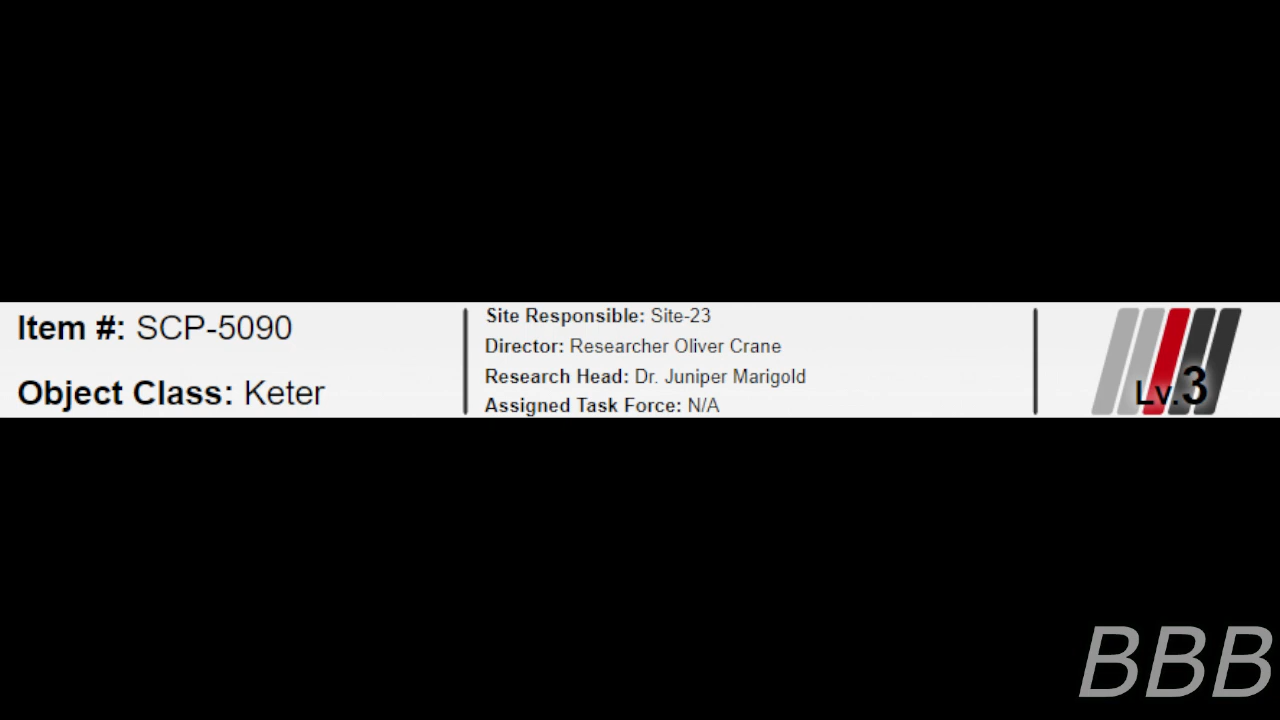 Item #: SCP-5090
Object Class: Keter
Site Responsible: Site-23
Director: Researcher Oliver Crane
Research Head: Dr. Juniper Marigold
Assigned Task Force: N/A
Lv.3
BBB